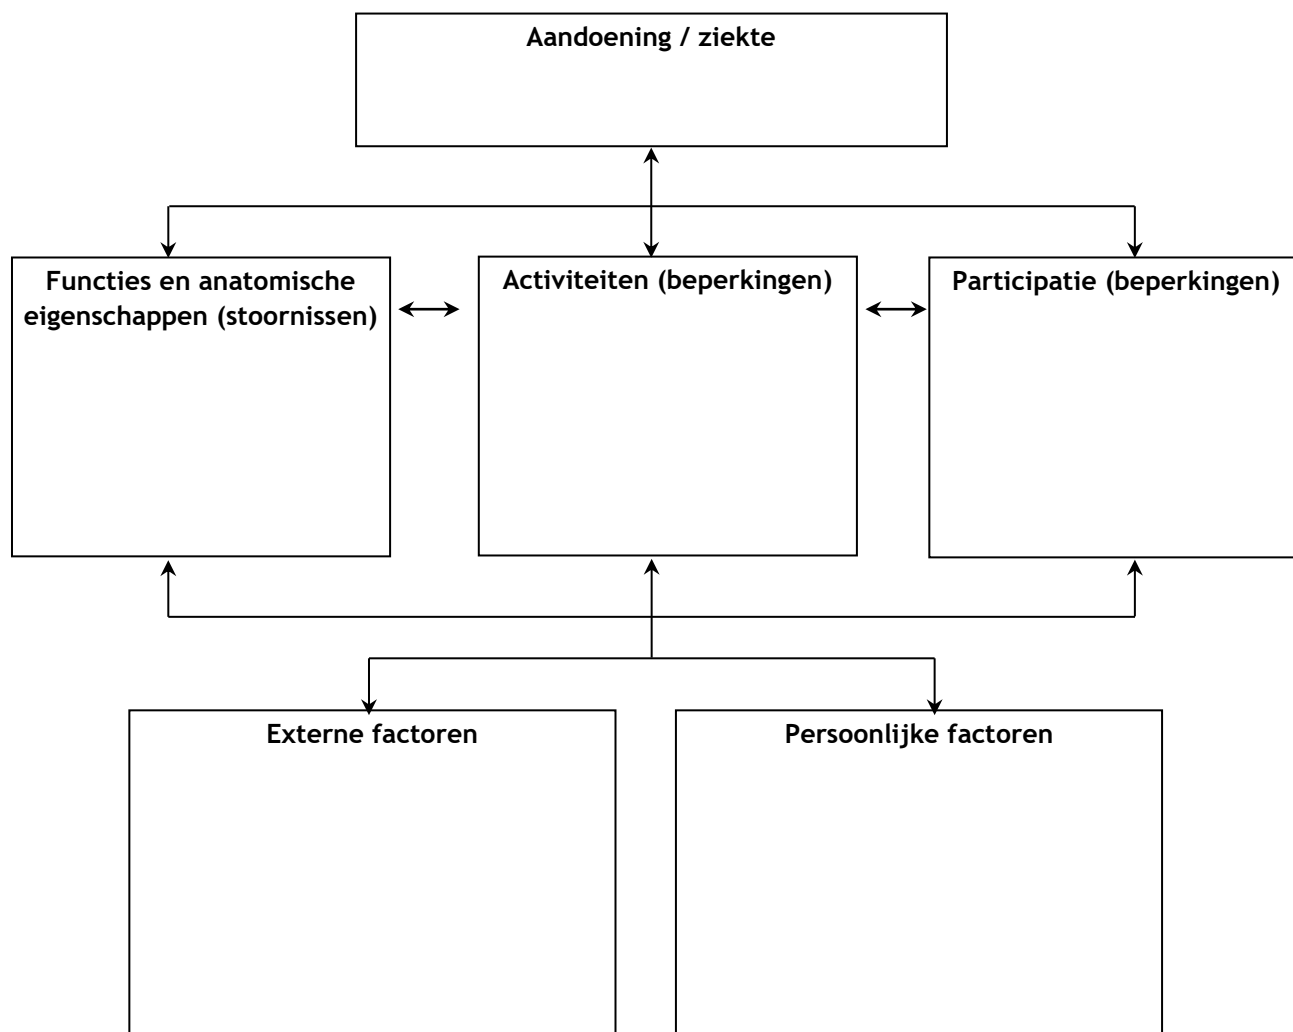 Aandoening / ziekte
Functies en anatomische
eigenschappen (stoornissen)
Activiteiten (beperkingen)
Participatie (beperkingen)
Externe factoren
Persoonlijke factoren